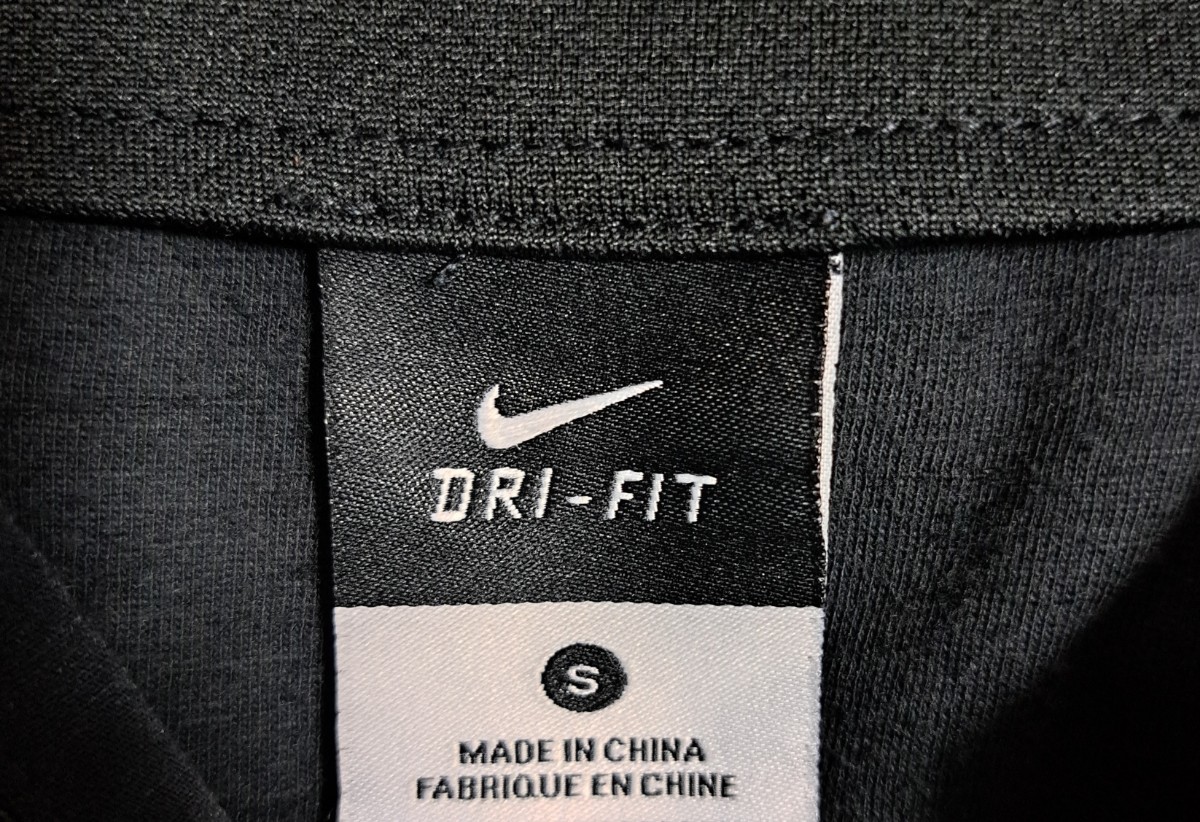 DRI-FIT
S
MADE IN CHINA
FABRIQUE EN CHINE